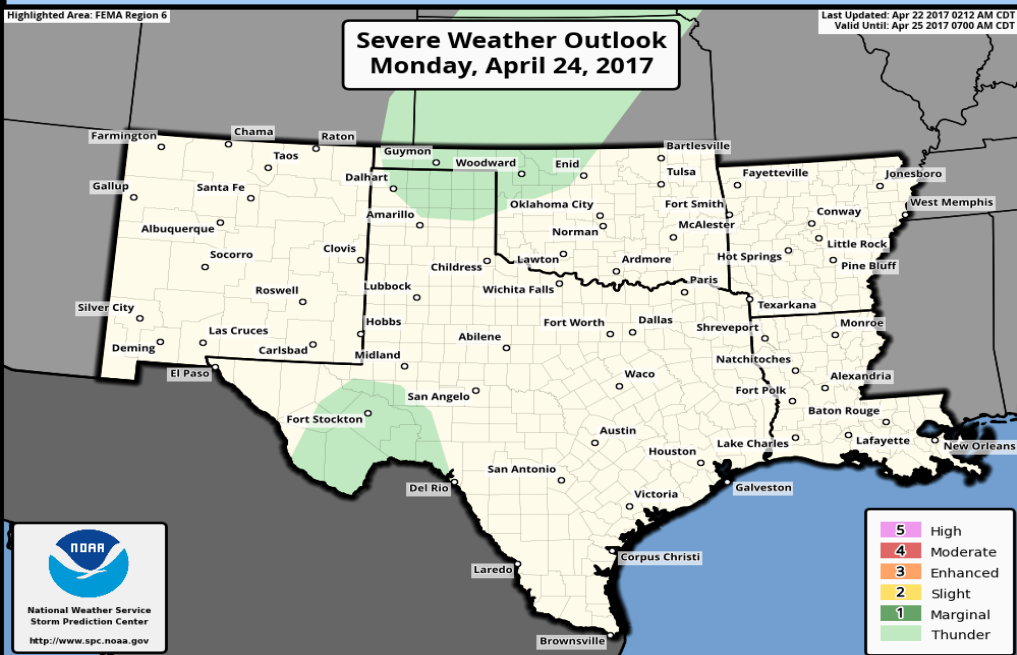 Highlighted Area: FEMA Region 6
Last Updated: Apr 22 2017 0212 AM CDT
Valid Until: Apr 25 2017 0700 AM CDT
Severe Weather Outlook
Monday, April 24, 2017
Farmington
Chama
Raton
Taos
Guymon
Woodward
Enid
Bartlesville
Tulsa
Fayetteville
Jonesboro
Gallup
Santa Fe
Dalhart
Amarillo
Oklahoma City
Fort Smith
West Memphis
Conway
Albuquerque
Norman
McAlester
Little Rock
Socorro
Clovis
Childress
Lawton
Ardmore
Hot Springs
Pine Bluff
Roswell
Lubbock
Wichita Falls
Paris
Texarkana
Silver City
Las Cruces
Hobbs
Abilene
Fort Worth
Dallas
Shreveport
Monroe
Deming
Carlsbad
Midland
Natchitoches
El Paso
San Angelo
Waco
Fort Polk
Alexandria
Fort Stockton
Austin
Baton Rouge
Houston
Lake Charles
Lafayette
New Orleans
Del Rio
San Antonio
Victoria
Galveston
Corpus Christi
Laredo
Brownsville
NOAA
National Weather Service
Storm Prediction Center
http://www.spc.noaa.gov
5 High
4 Moderate
3 Enhanced
2 Slight
1 Marginal
Thunder